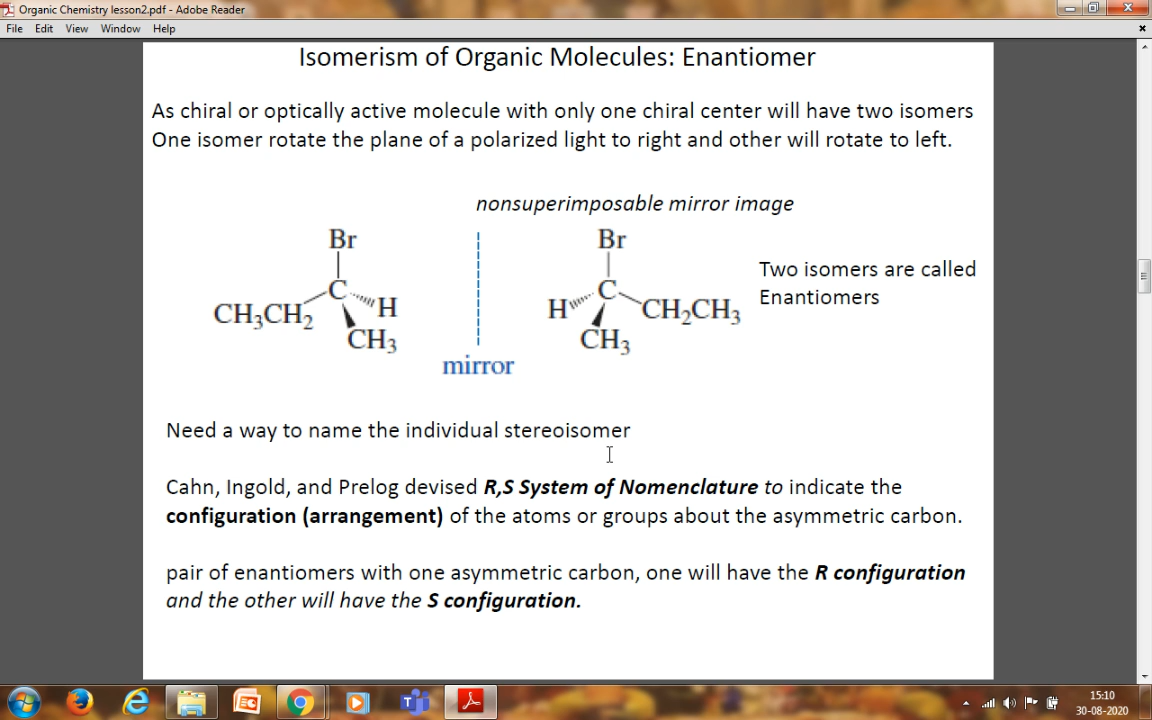 Organic Chemistry lesson2.pdf - Adobe Reader
File Edit View Window Help
Isomerism of Organic Molecules: Enantiomer
As chiral or optically active molecule with only one chiral center will have two isomers
One isomer rotate the plane of a polarized light to right and other will rotate to left.
nonsuperimposable mirror image
Br Br
C C
CH₃CH₂ H H CH₂CH₃
CH₃ CH₃
mirror
Two isomers are called
Enantiomers
Need a way to name the individual stereoisomer
Cahn, Ingold, and Prelog devised R,S System of Nomenclature to indicate the
configuration (arrangement) of the atoms or groups about the asymmetric carbon.
pair of enantiomers with one asymmetric carbon, one will have the R configuration
and the other will have the S configuration.
15:10
30-08-2020